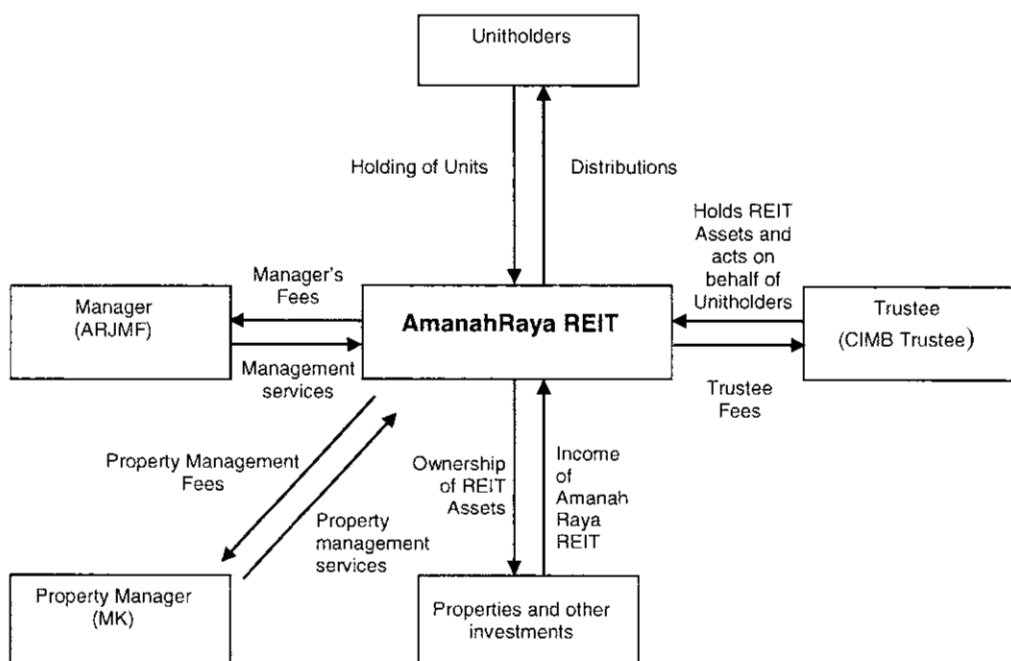 Unitholders
Holding of Units
Distributions
Holds REIT
Assets and
acts on
behalf of
Unitholders
Manager's
Fees
Manager
(ARJMF)
AmanahRaya REIT
Trustee
(CIMB Trustee)
Management
services
Trustee
Fees
Property Management
Fees
Ownership
of REIT
Assets
Income
of
Amanah
Raya
REIT
Property
management
services
Property Manager
(MK)
Properties and other
investments